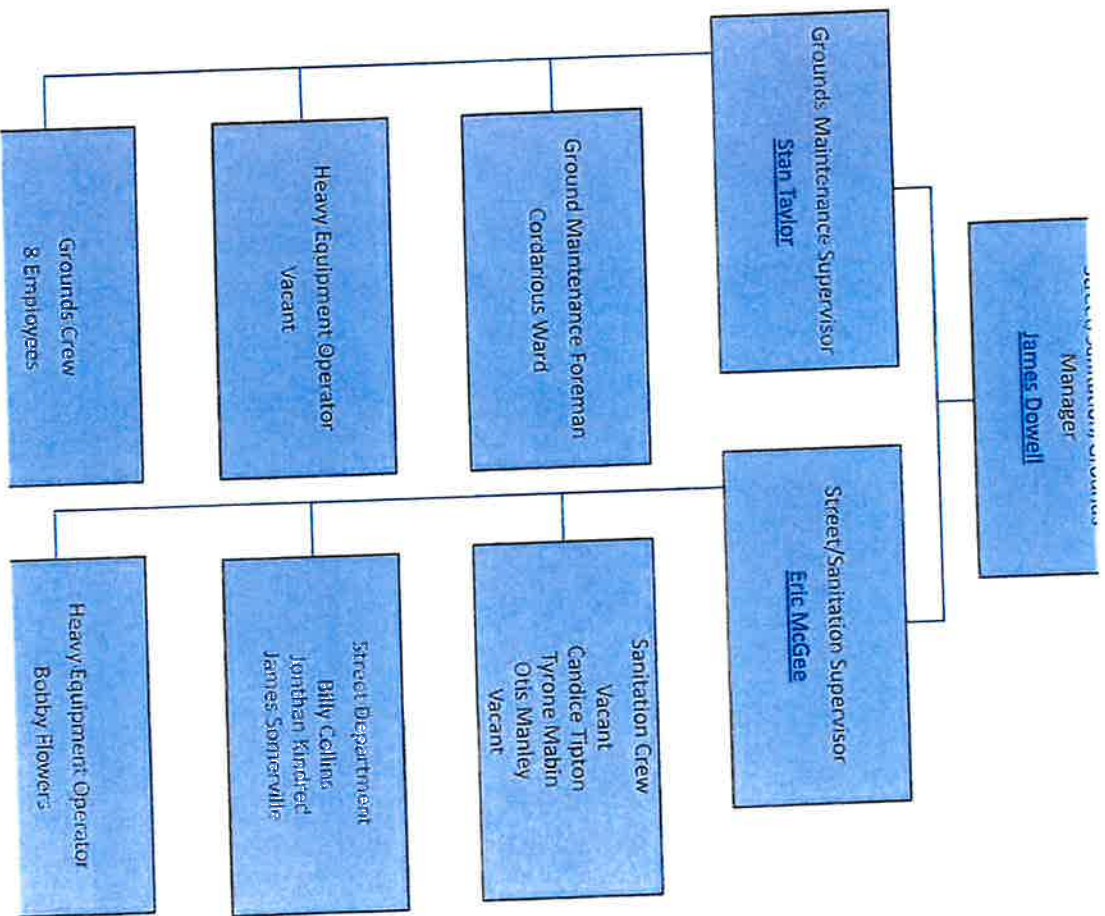 Manager
James Dowell
Grounds Maintenance Supervisor
Stan Taylor
Street/Sanitation Supervisor
Eric McGee
Ground Maintenance Foreman
Cordarious Ward
Sanitation Crew
Vacant
Candice Tipton
Tyrone Mabin
Otis Manley
Vacant
Heavy Equipment Operator
Vacant
Street Department
Billy Collins
Jonthan Kindred
James Somerville
Grounds Crew
8 Employees
Heavy Equipment Operator
Bobby Flowers